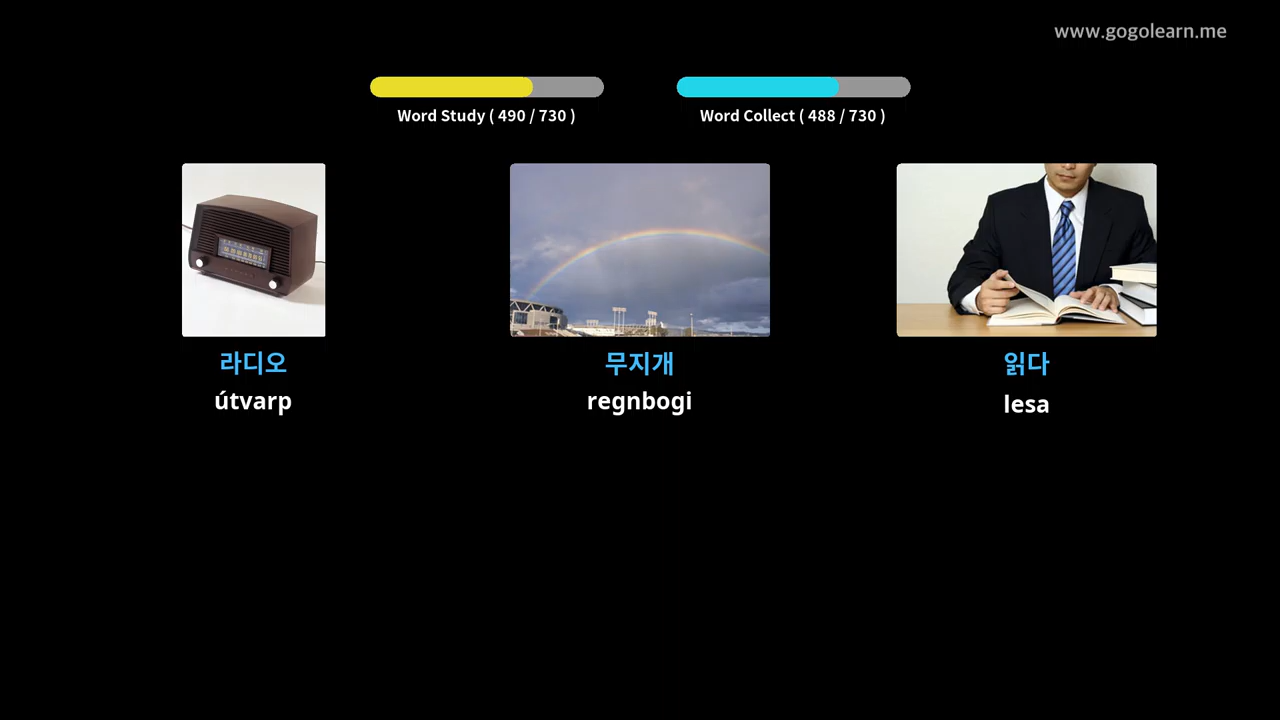 www.gogolearn.me
Word Study ( 490 / 730 )
Word Collect ( 488 / 730 )
라디오
útvarp
무지개
regnbogi
읽다
lesa